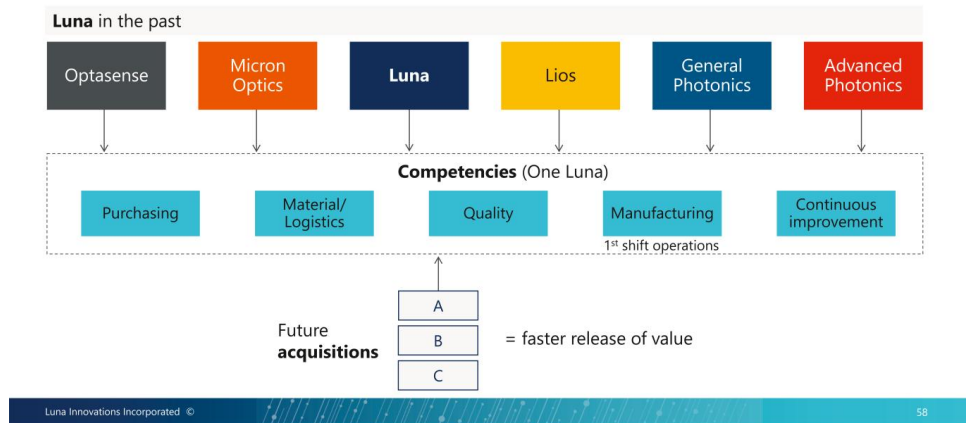 Luna in the past
Optasense
Micron
Optics
Luna
Lios
General
Photonics
Advanced
Photonics
Competencies (One Luna)
Purchasing
Material/
Logistics
Quality
Manufacturing
Continuous
improvement
1st shift operations
A
Future
acquisitions
B
= faster release of value
C
Luna Innovations Incorporated ©
58